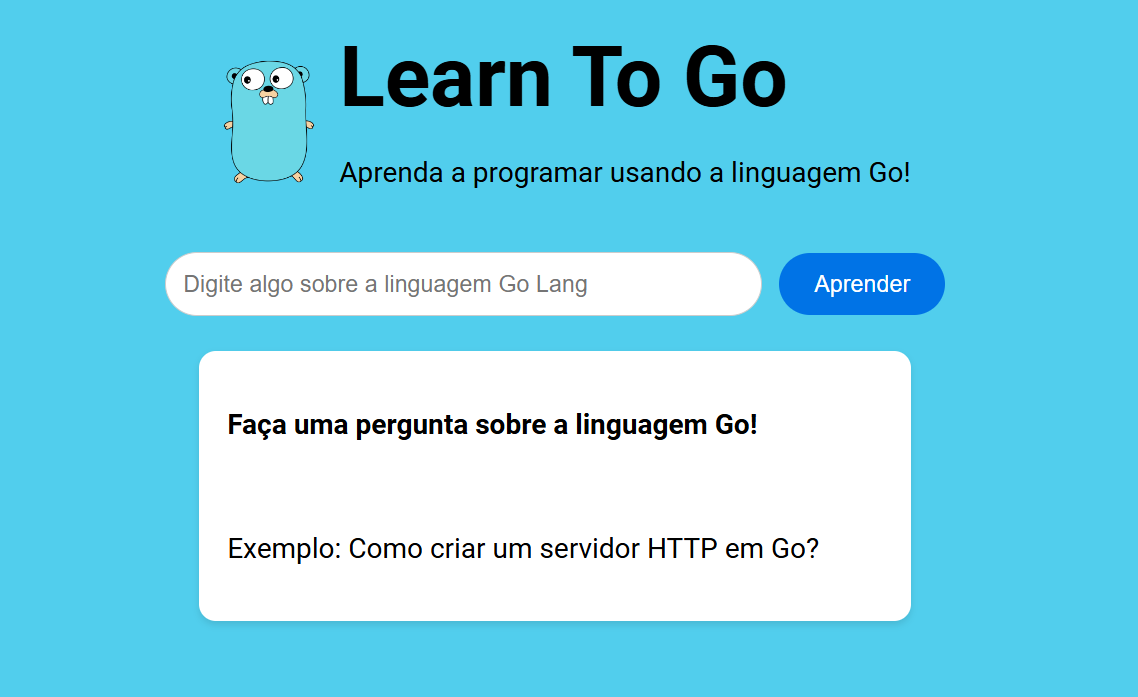 Learn To Go
Aprenda a programar usando a linguagem Go!
Digite algo sobre a linguagem Go Lang
Aprender
Faça uma pergunta sobre a linguagem Go!
Exemplo: Como criar um servidor HTTP em Go?